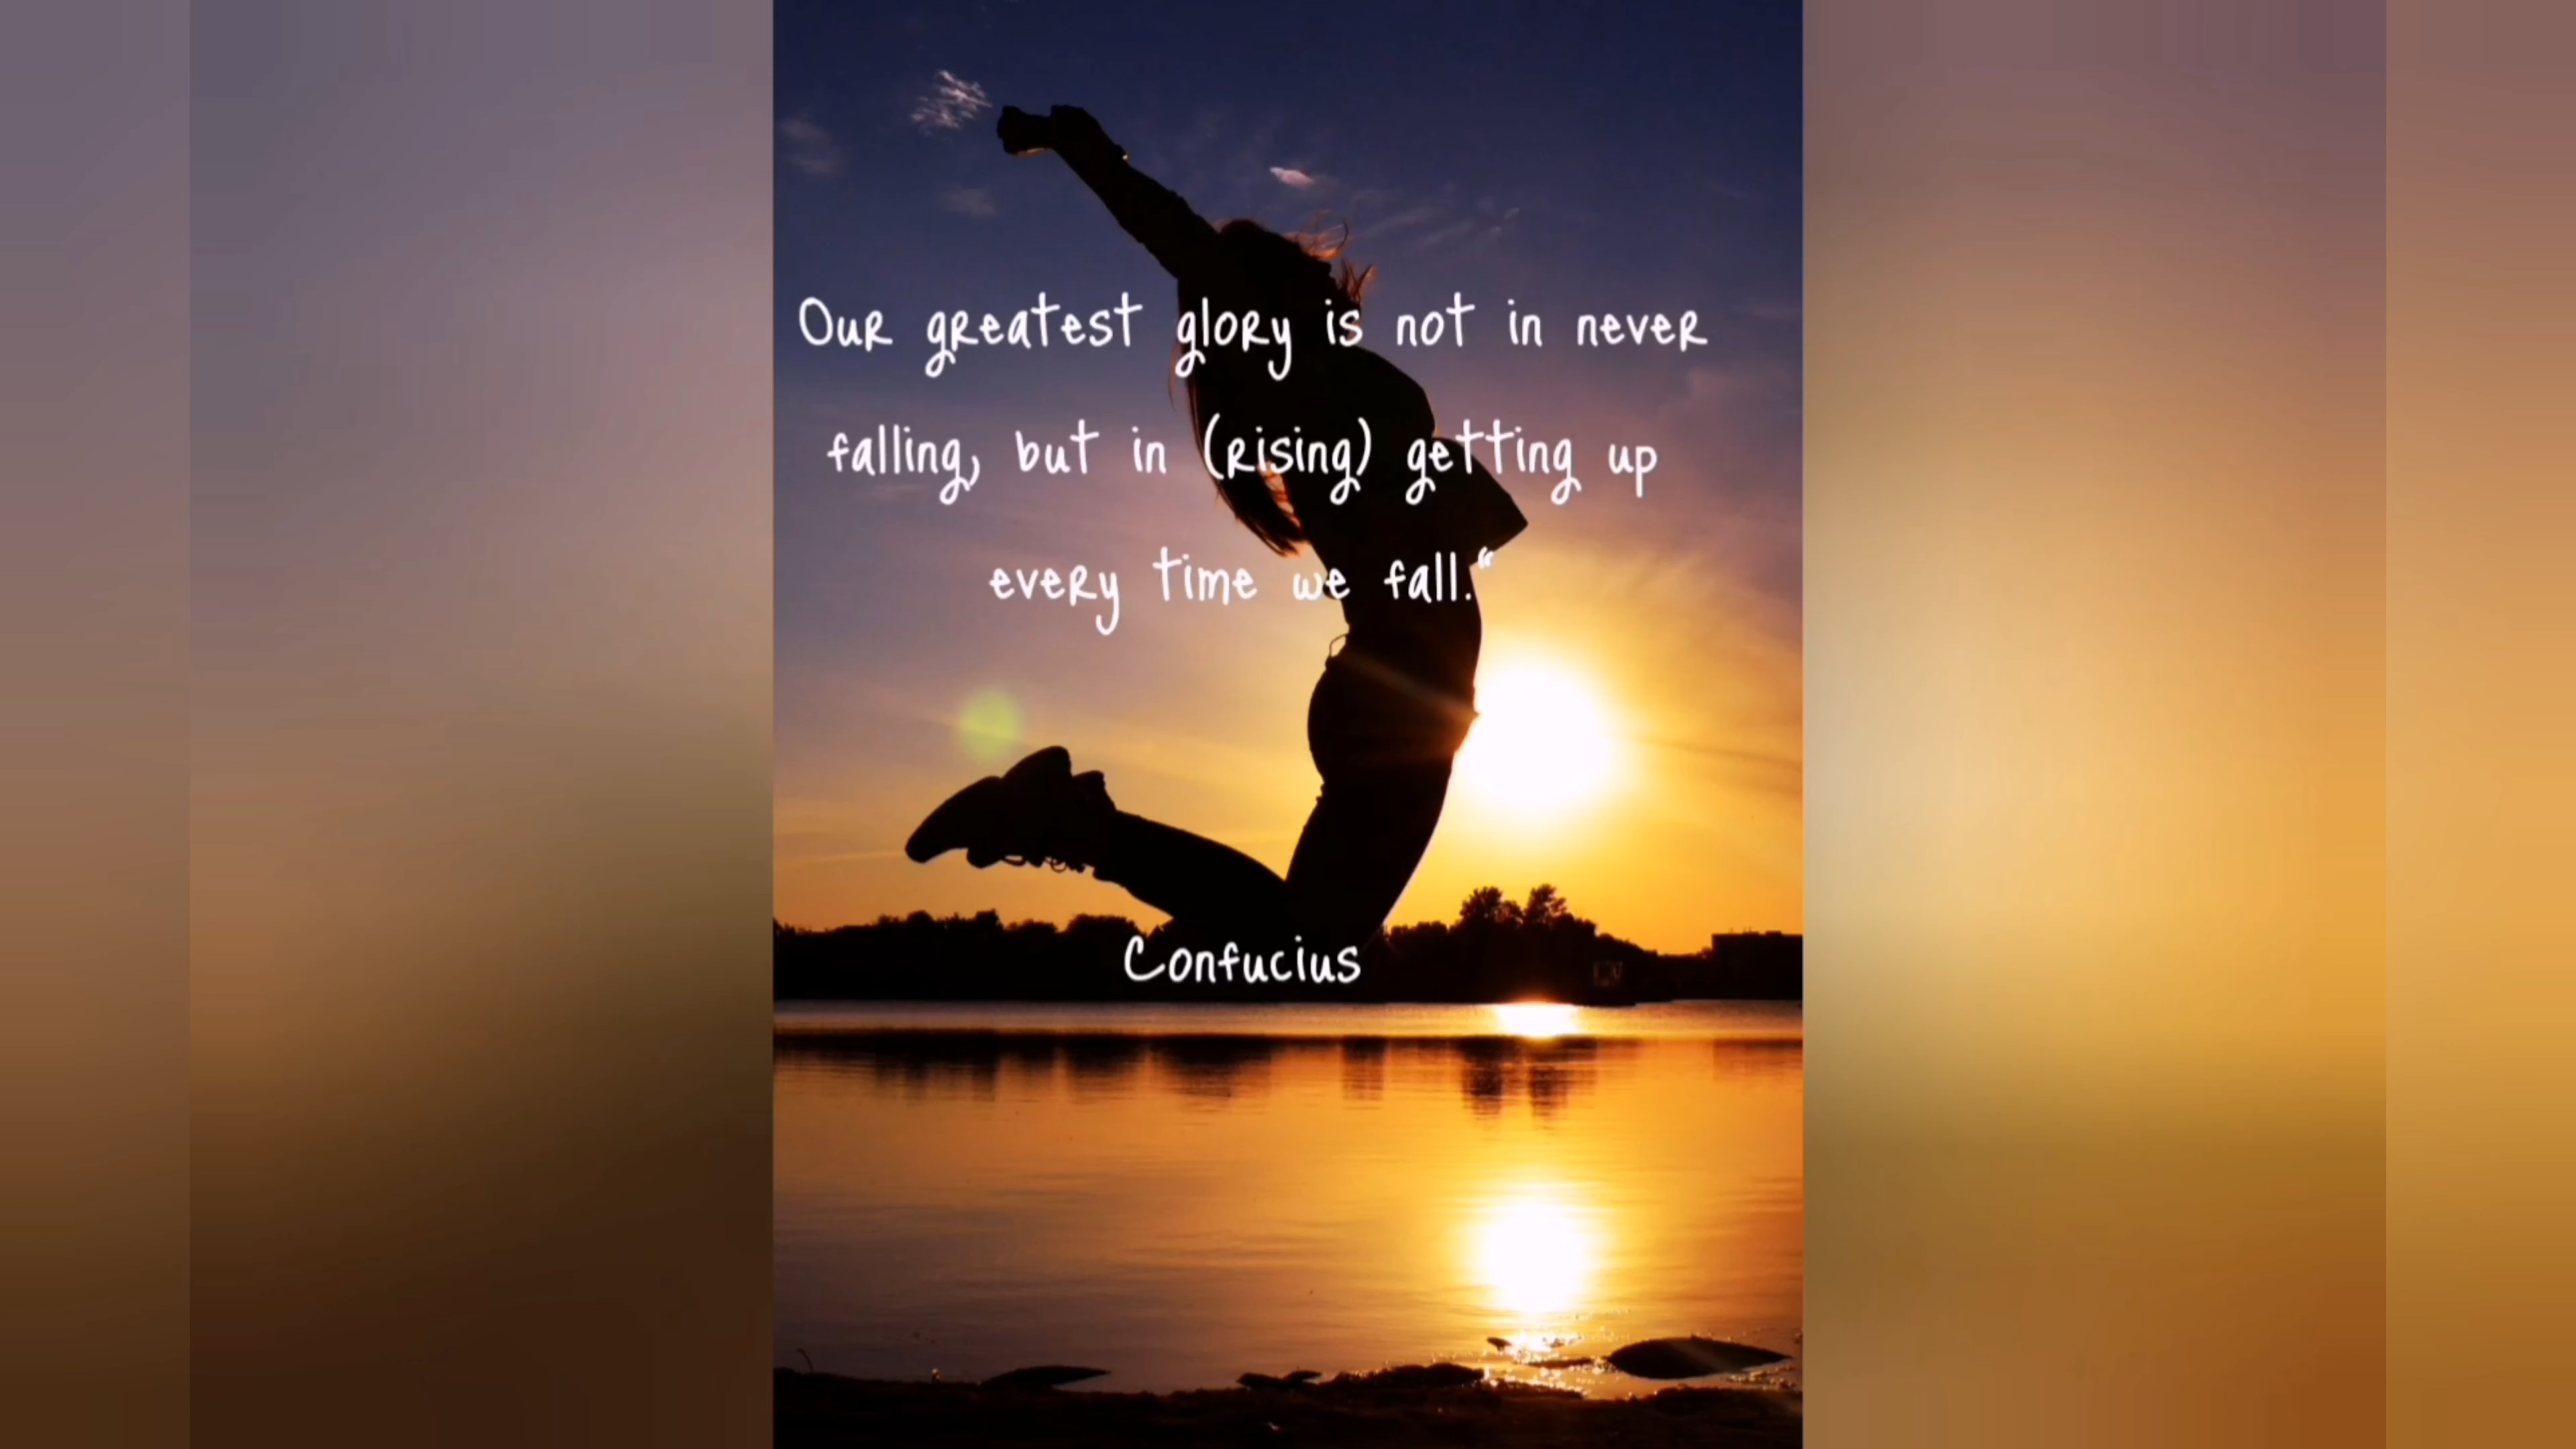 Our greatest glory is not in never
falling, but in (rising) getting up
every time we fall.“
Confucius